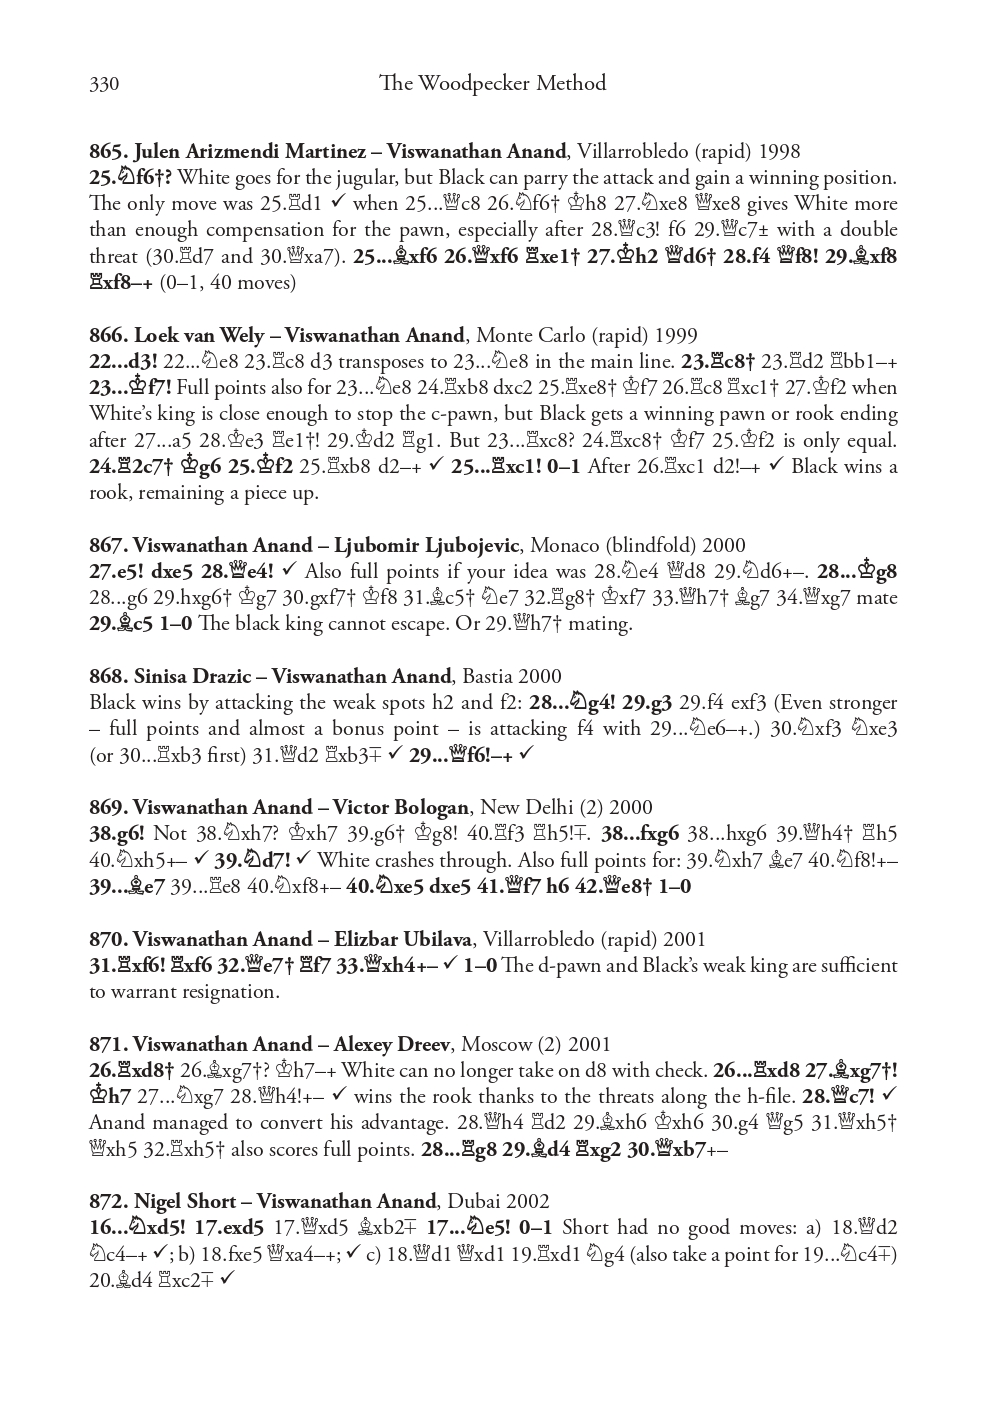 330 The Woodpecker Method
865. Julen Arizmendi Martinez – Viswanathan Anand, Villarrobledo (rapid) 1998
25.♘f6†? White goes for the jugular, but Black can parry the attack and gain a winning position.
The only move was 25.♖d1 ✓ when 25...♕c8 26.♘f6† ♔h8 27.♘xe8 ♕xe8 gives White more
than enough compensation for the pawn, especially after 28.♕c3! f6 29.♕c7± with a double
threat (30.♖d7 and 30.♕xa7). 25...♗xf6 26.♕xf6 ♖xe1† 27.♔h2 ♕d6† 28.f4 ♕f8! 29.♗xf8
♖xf8–+ (0–1, 40 moves)
866. Loek van Wely – Viswanathan Anand, Monte Carlo (rapid) 1999
22...d3! 22...♘e8 23.♖c8 d3 transposes to 23...♘e8 in the main line. 23.♖c8† 23.♖d2 ♖bb1–+
23...♔f7! Full points also for 23...♘e8 24.♖xb8 dxc2 25.♖xe8† ♔f7 26.♖c8 ♖xc1† 27.♔f2 when
White’s king is close enough to stop the c-pawn, but Black gets a winning pawn or rook ending
after 27...a5 28.♔e3 ♖e1†! 29.♔d2 ♖g1. But 23...♖xc8? 24.♖xc8† ♔f7 25.♔f2 is only equal.
24.♖2c7† ♔g6 25.♔f2 25.♖xb8 d2–+ ✓ 25...♖xc1! 0–1 After 26.♖xc1 d2!–+ ✓ Black wins a
rook, remaining a piece up.
867. Viswanathan Anand – Ljubomir Ljubojevic, Monaco (blindfold) 2000
27.e5! dxe5 28.♕e4! ✓ Also full points if your idea was 28.♘e4 ♕d8 29.♘d6+–. 28...♔g8
28...g6 29.hxg6† ♔g7 30.gxf7† ♔f8 31.♗c5† ♘e7 32.♖g8† ♔xf7 33.♕h7† ♗g7 34.♕xg7 mate
29.♗c5 1–0 The black king cannot escape. Or 29.♕h7† mating.
868. Sinisa Drazic – Viswanathan Anand, Bastia 2000
Black wins by attacking the weak spots h2 and f2: 28...♘g4! 29.g3 29.f4 exf3 (Even stronger
– full points and almost a bonus point – is attacking f4 with 29...♘e6–+.) 30.♘xf3 ♘xe3
(or 30...♖xb3 first) 31.♕d2 ♖xb3∓ ✓ 29...♕f6!–+ ✓
869. Viswanathan Anand – Victor Bologan, New Delhi (2) 2000
38.g6! Not 38.♘xh7? ♔xh7 39.g6† ♔g8! 40.♖f3 ♖h5!∓. 38...fxg6 38...hxg6 39.♕h4† ♖h5
40.♘xh5+– ✓ 39.♘d7! ✓ White crashes through. Also full points for: 39.♘xh7 ♗e7 40.♘f8!+–
39...♗e7 39...♖e8 40.♘xf8+– 40.♘xe5 dxe5 41.♕f7 h6 42.♕e8† 1–0
870. Viswanathan Anand – Elizbar Ubilava, Villarrobledo (rapid) 2001
31.♖xf6! ♖xf6 32.♕e7† ♖f7 33.♕xh4+– ✓ 1–0 The d-pawn and Black’s weak king are sufficient
to warrant resignation.
871. Viswanathan Anand – Alexey Dreev, Moscow (2) 2001
26.♖xd8† 26.♗xg7†? ♔h7–+ White can no longer take on d8 with check. 26...♖xd8 27.♗xg7†!
♔h7 27...♘xg7 28.♕h4!+– ✓ wins the rook thanks to the threats along the h-file. 28.♕c7! ✓
Anand managed to convert his advantage. 28.♕h4 ♖d2 29.♗xh6 ♔xh6 30.g4 ♕g5 31.♕xh5†
♕xh5 32.♖xh5† also scores full points. 28...♖g8 29.♗d4 ♖xg2 30.♕xb7+–
872. Nigel Short – Viswanathan Anand, Dubai 2002
16...♘xd5! 17.exd5 17.♕xd5 ♗xb2∓ 17...♘e5! 0–1 Short had no good moves: a) 18.♕d2
♘c4–+ ✓; b) 18.fxe5 ♕xa4–+; ✓ c) 18.♕d1 ♕xd1 19.♖xd1 ♘g4 (also take a point for 19...♘c4∓)
20.♗d4 ♖xc2∓ ✓